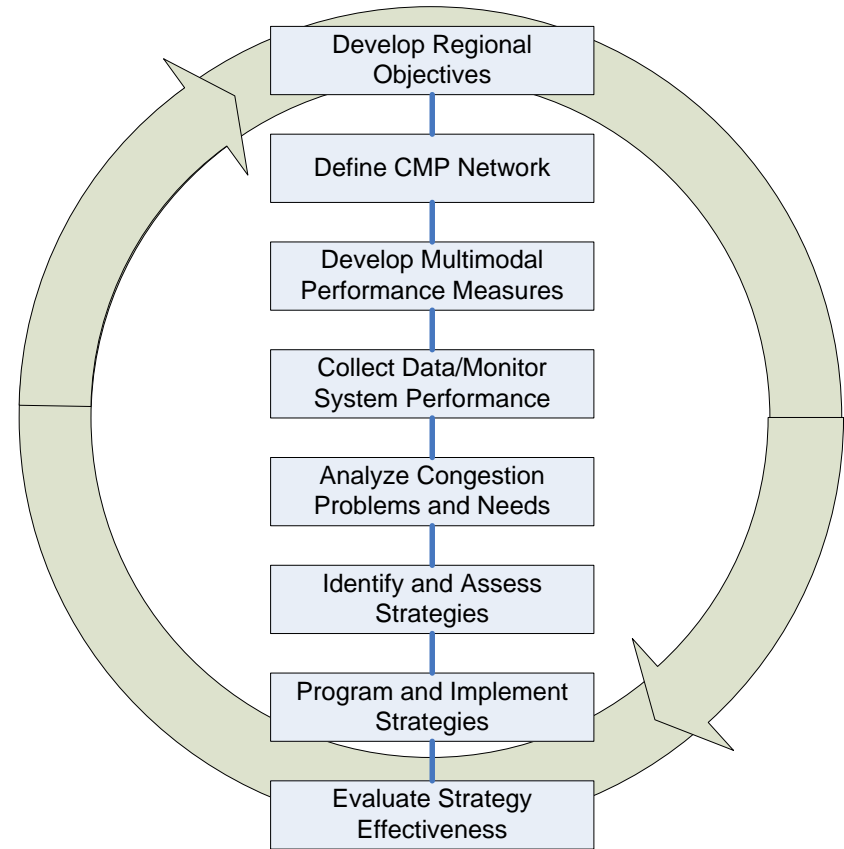 Develop Regional
Objectives
Define CMP Network
Develop Multimodal
Performance Measures
Collect Data/Monitor
System Performance
Analyze Congestion
Problems and Needs
Identify and Assess
Strategies
Program and Implement
Strategies
Evaluate Strategy
Effectiveness